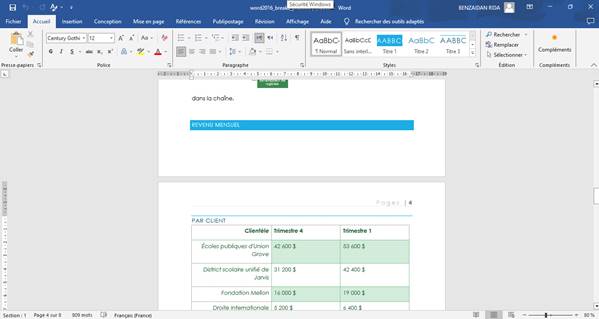 word2016_brea
Sécurité Windows
Word
BENZAIDAN RIDA
Fichier Accueil Insertion Conception Mise en page Références Publipostage Révision Affichage Aide Rechercher des outils adaptés
Coller
Century Gothi 12
Presse-papiers
Police
Paragraphe
AaBbC AaBbCcC AABBC AABBC AABBC
¶ Normal Sans interl... Titre 1 Titre 2 Titre 3
Styles
Rechercher
Remplacer
Sélectionner
Édition
Compléments
Compléments
dans la chaîne.
REVENU MENSUEL
Pages | 4
PAR CLIENT
Clientèle Trimestre 4 Trimestre 1
Écoles publiques d'Union Grove 42 600 $ 53 600 $
District scolaire unifié de Jarvis 31 200 $ 42 400 $
Fondation Mellon 16 000 $ 19 000 $
Droite Internationale 5 200 $ 6 400 $
Section : 1 Page 4 sur 8 809 mots Français (France) 80 %